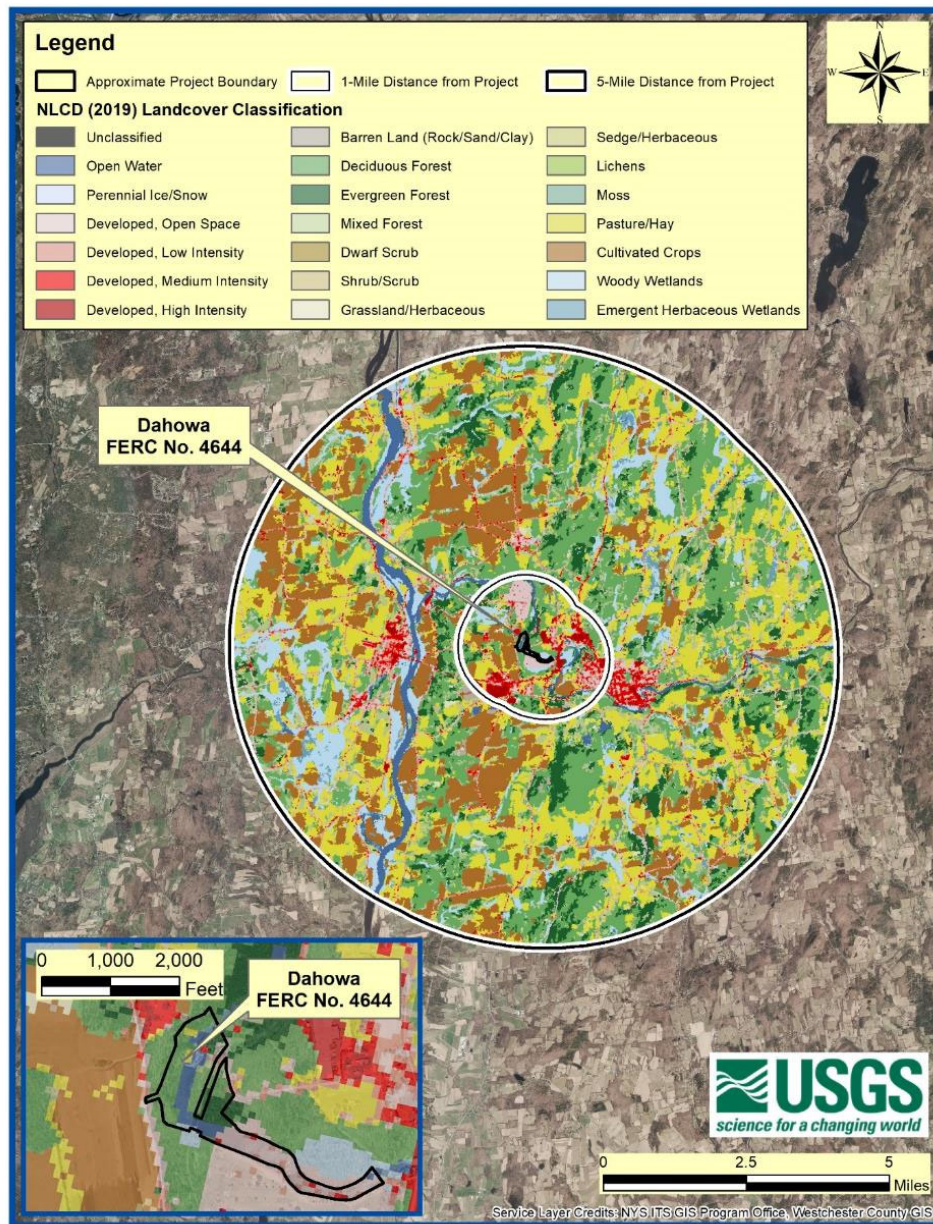 Legend
Approximate Project Boundary
1-Mile Distance from Project
5-Mile Distance from Project
NLCD (2019) Landcover Classification
Unclassified
Open Water
Perennial Ice/Snow
Developed, Open Space
Developed, Low Intensity
Developed, Medium Intensity
Developed, High Intensity
Barren Land (Rock/Sand/Clay)
Deciduous Forest
Evergreen Forest
Mixed Forest
Dwarf Scrub
Shrub/Scrub
Grassland/Herbaceous
Sedge/Herbaceous
Lichens
Moss
Pasture/Hay
Cultivated Crops
Woody Wetlands
Emergent Herbaceous Wetlands
N
W
E
S
Dahowa
FERC No. 4644
0 1,000 2,000
Feet
Dahowa
FERC No. 4644
USGS
science for a changing world
0 2.5 5
Miles
Service Layer Credits: NYS ITS GIS Program Office, Westchester County GIS